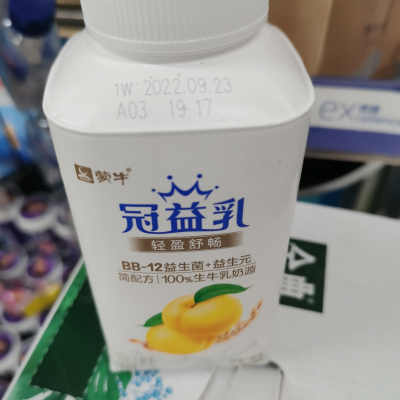 1W 2022.09.23
A03 19 17
蒙牛
冠益乳
轻盈舒畅
BB-12益生菌+益生元
简配方 100%生牛乳奶源
ex